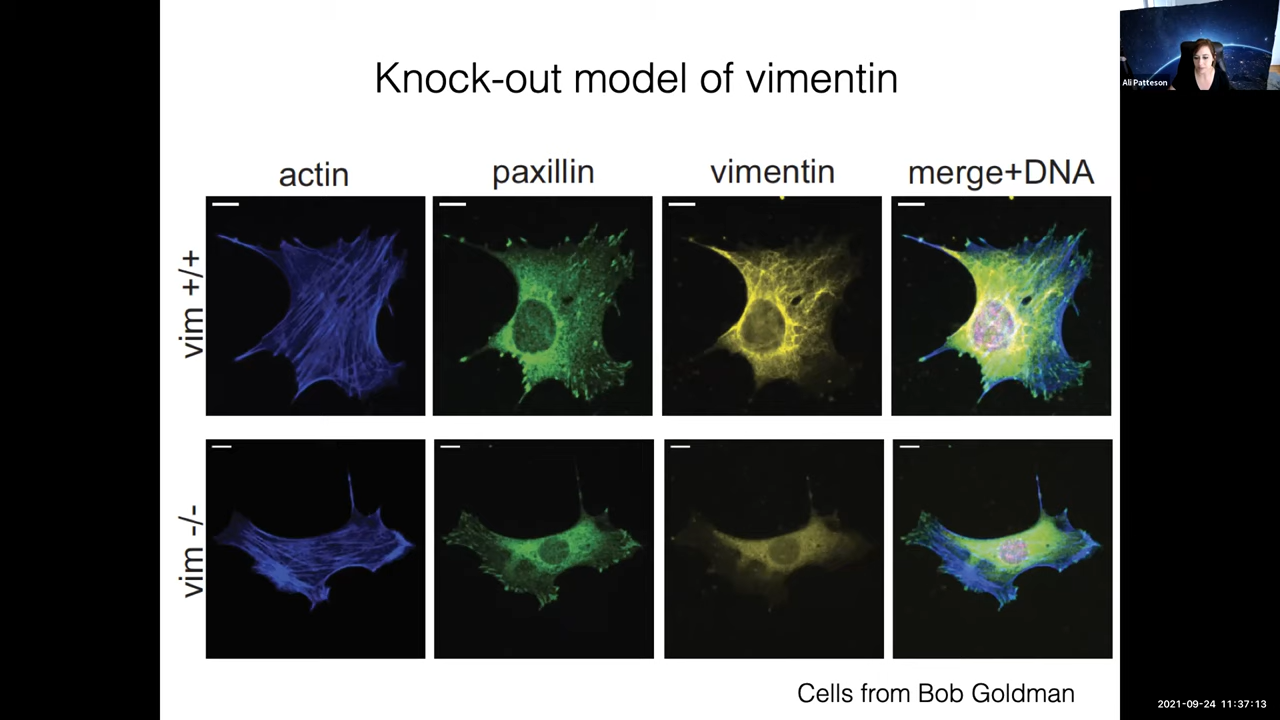 Knock-out model of vimentin
Ali Patteson
actin
paxillin
vimentin
merge+DNA
vim +/+
vim -/-
Cells from Bob Goldman
2021-09-24 11:37:13